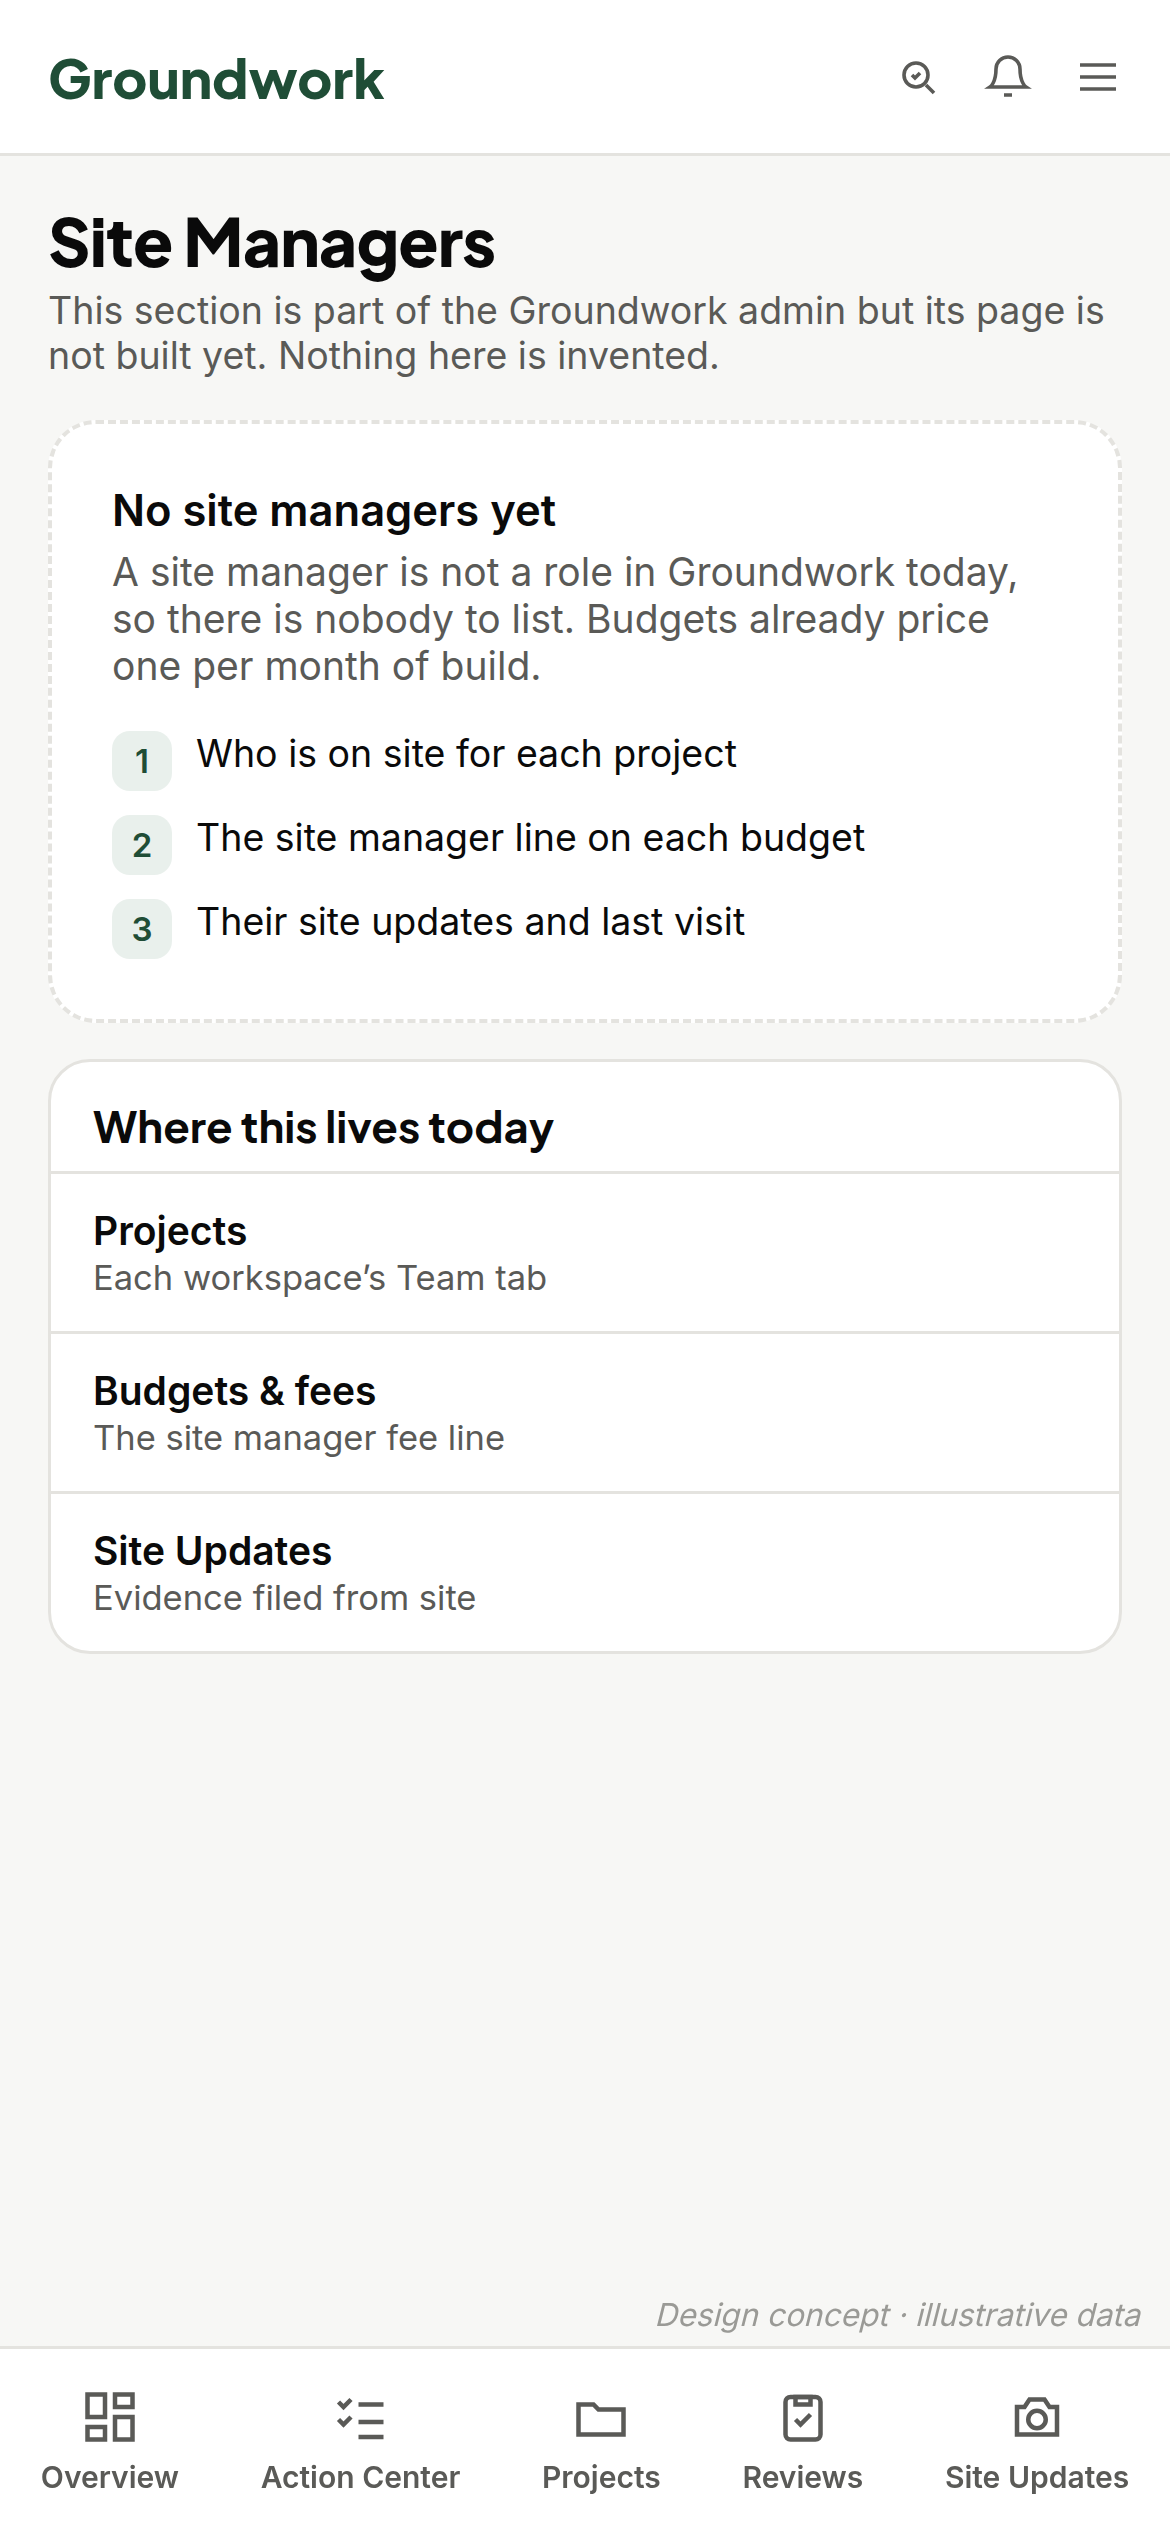 Groundwork
Site Managers
This section is part of the Groundwork admin but its page is
not built yet. Nothing here is invented.
No site managers yet
A site manager is not a role in Groundwork today,
so there is nobody to list. Budgets already price
one per month of build.
1 Who is on site for each project
2 The site manager line on each budget
3 Their site updates and last visit
Where this lives today
Projects
Each workspace’s Team tab
Budgets & fees
The site manager fee line
Site Updates
Evidence filed from site
Design concept · illustrative data
Overview Action Center Projects Reviews Site Updates